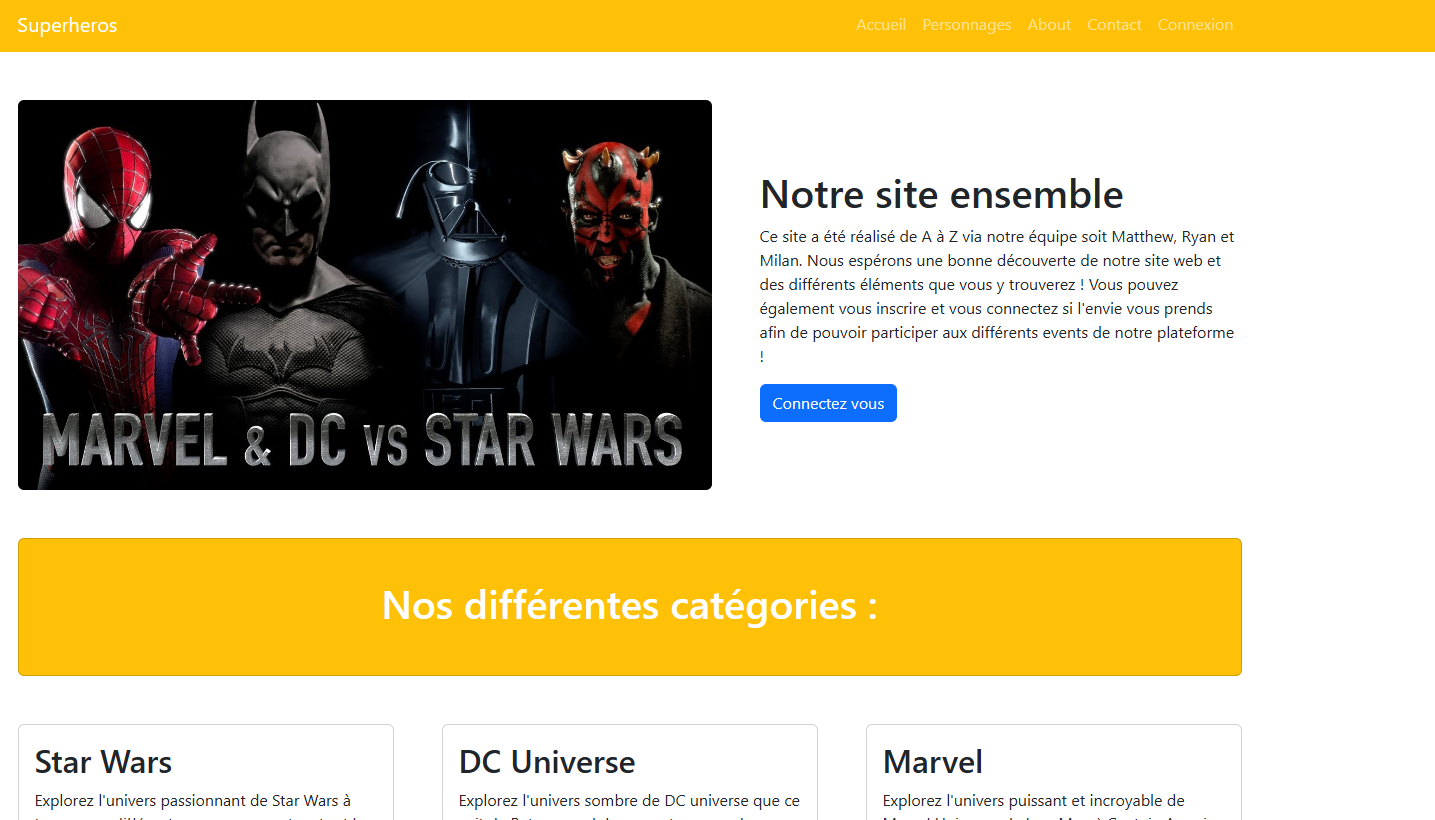 Superheros
Accueil Personnages About Contact Connexion
MARVEL & DC VS STAR WARS
Notre site ensemble
Ce site a été réalisé de A à Z via notre équipe soit Matthew, Ryan et
Milan. Nous espérons une bonne découverte de notre site web et
des différents éléments que vous y trouverez ! Vous pouvez
également vous inscrire et vous connectez si l'envie vous prends
afin de pouvoir participer aux différents events de notre plateforme
!
Connectez vous
Nos différentes catégories :
Star Wars
Explorez l'univers passionnant de Star Wars à
DC Universe
Explorez l'univers sombre de DC universe que ce
Marvel
Explorez l'univers puissant et incroyable de